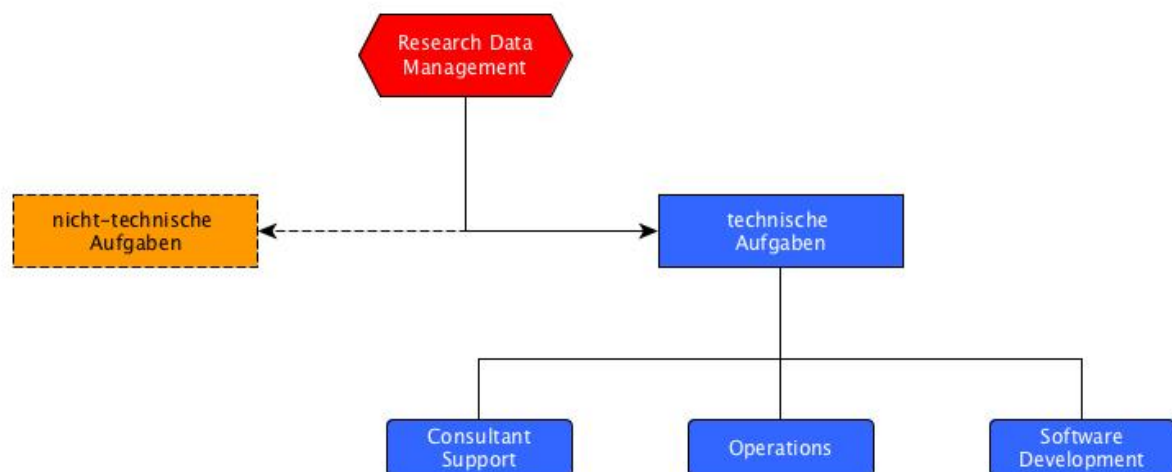 Research Data
Management
nicht-technische
Aufgaben
technische
Aufgaben
Consultant
Support
Operations
Software
Development